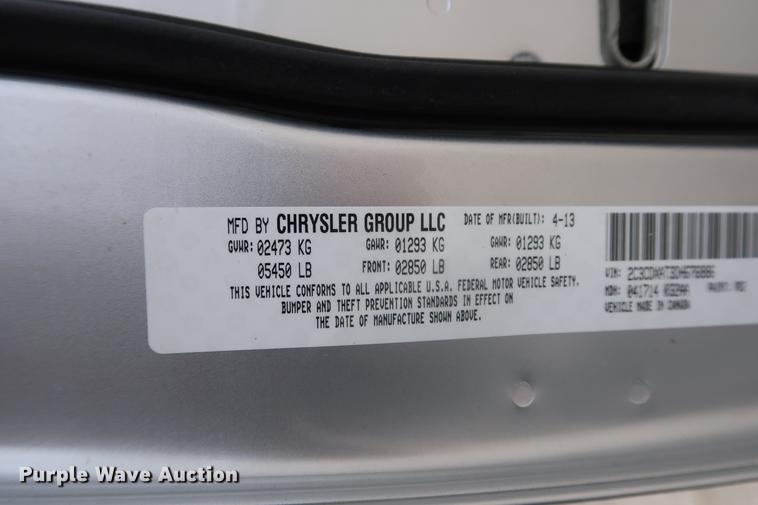 MFD BY CHRYSLER GROUP LLC DATE OF MFR(BUILT): 4-13
GVWR: 02473 KG GAWR: 01293 KG GAWR: 01293 KG
05450 LB FRONT: 02850 LB REAR: 02850 LB
THIS VEHICLE CONFORMS TO ALL APPLICABLE U.S.A. FEDERAL MOTOR VEHICLE SAFETY,
BUMPER AND THEFT PREVENTION STANDARDS IN EFFECT ON
THE DATE OF MANUFACTURE SHOWN ABOVE.
VIN:
MDH: 041714
VEHICLE MADE IN CANADA
Purple Wave Auction